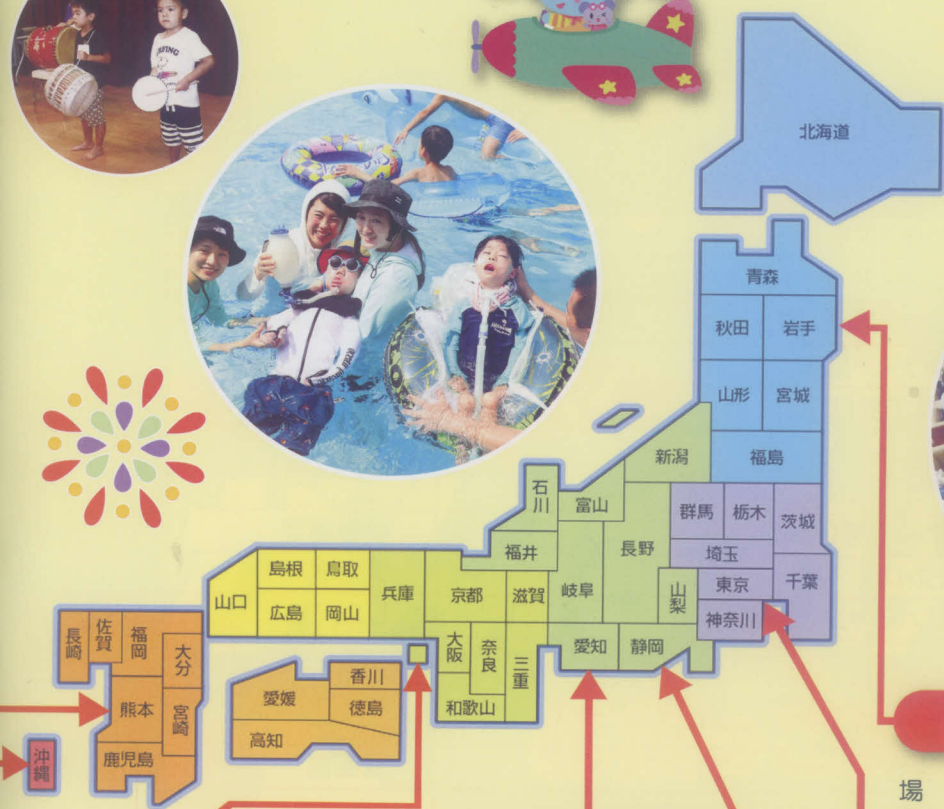 北海道
青森
秋田
岩手
山形
宮城
新潟
福島
石川
富山
群馬
栃木
茨城
福井
長野
埼玉
島根
鳥取
兵庫
京都
滋賀
岐阜
山梨
東京
千葉
山口
広島
岡山
神奈川
長崎
佐賀
福岡
大分
大阪
奈良
三重
愛知
静岡
香川
愛媛
徳島
和歌山
熊本
宮崎
高知
鹿児島
沖縄
場